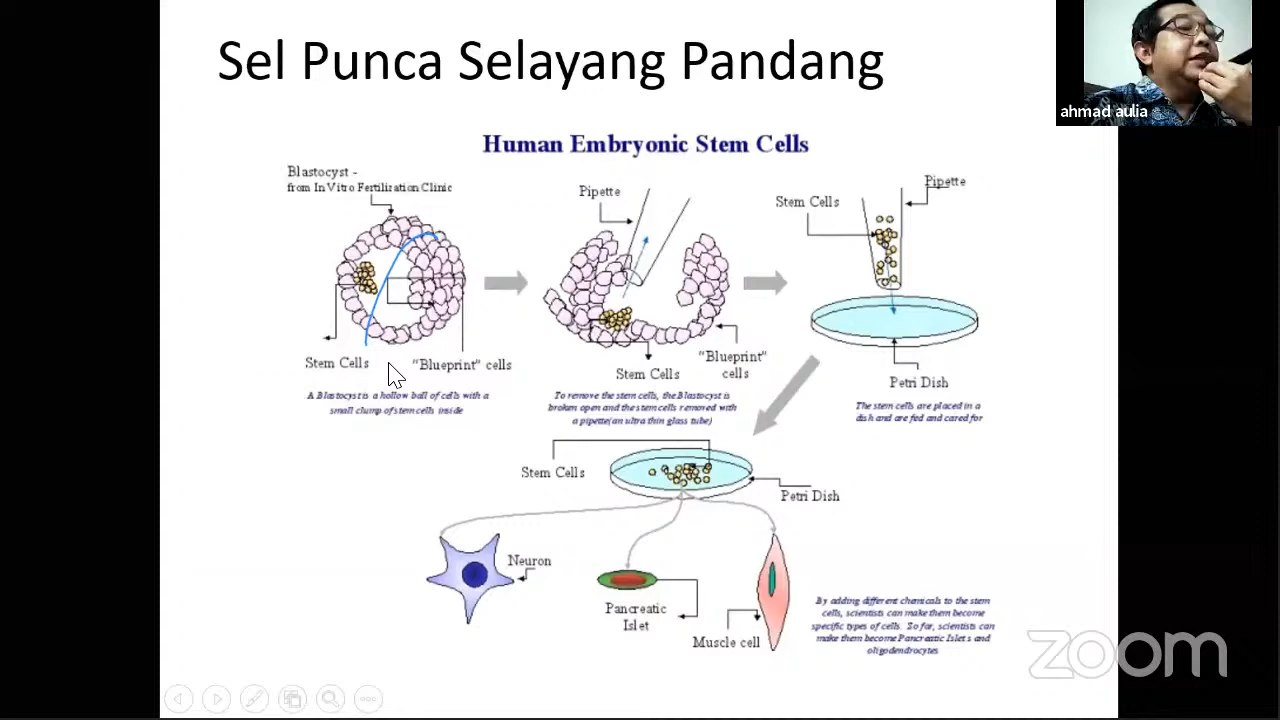 Sel Punca Selayang Pandang
ahmad aulia
Human Embryonic Stem Cells
Blastocyst -
from In Vitro Fertilization Clinic
Stem Cells
"Blueprint" cells
A Blastocyst is a hollow ball of cells with a
small clump of stem cells inside
Pipette
Stem Cells
"Blueprint"
cells
To remove the stem cells, the Blastocyst is
broken open and the stem cells removed with
a pipette(an ultra thin glass tube)
Stem Cells
Pipette
Petri Dish
The stem cells are placed in a
dish and are fed and cared for
Stem Cells
Petri Dish
Neuron
Pancreatic
Islet
Muscle cell
By adding different chemicals to the stem
cells, scientists can make them become
specific types of cells. So far, scientists can
make them become Pancreatic Islets and
oligodendrocytes
zoom